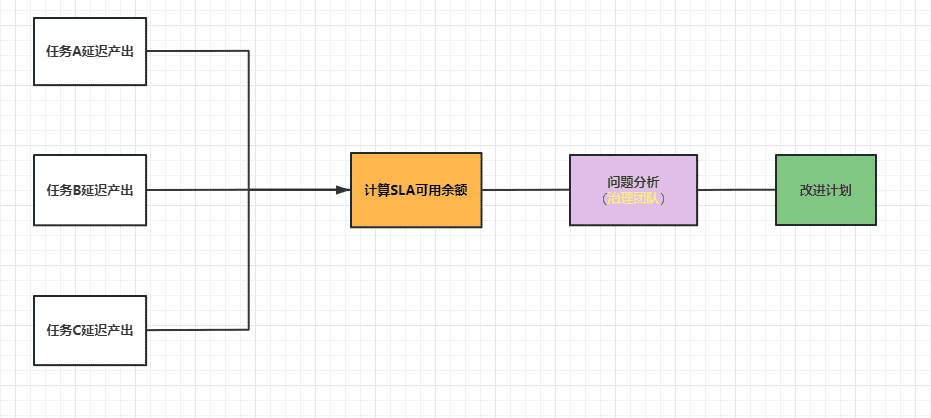 任务A延迟产出
任务B延迟产出
计算SLA可用余额
问题分析
（治理团队）
改进计划
任务C延迟产出